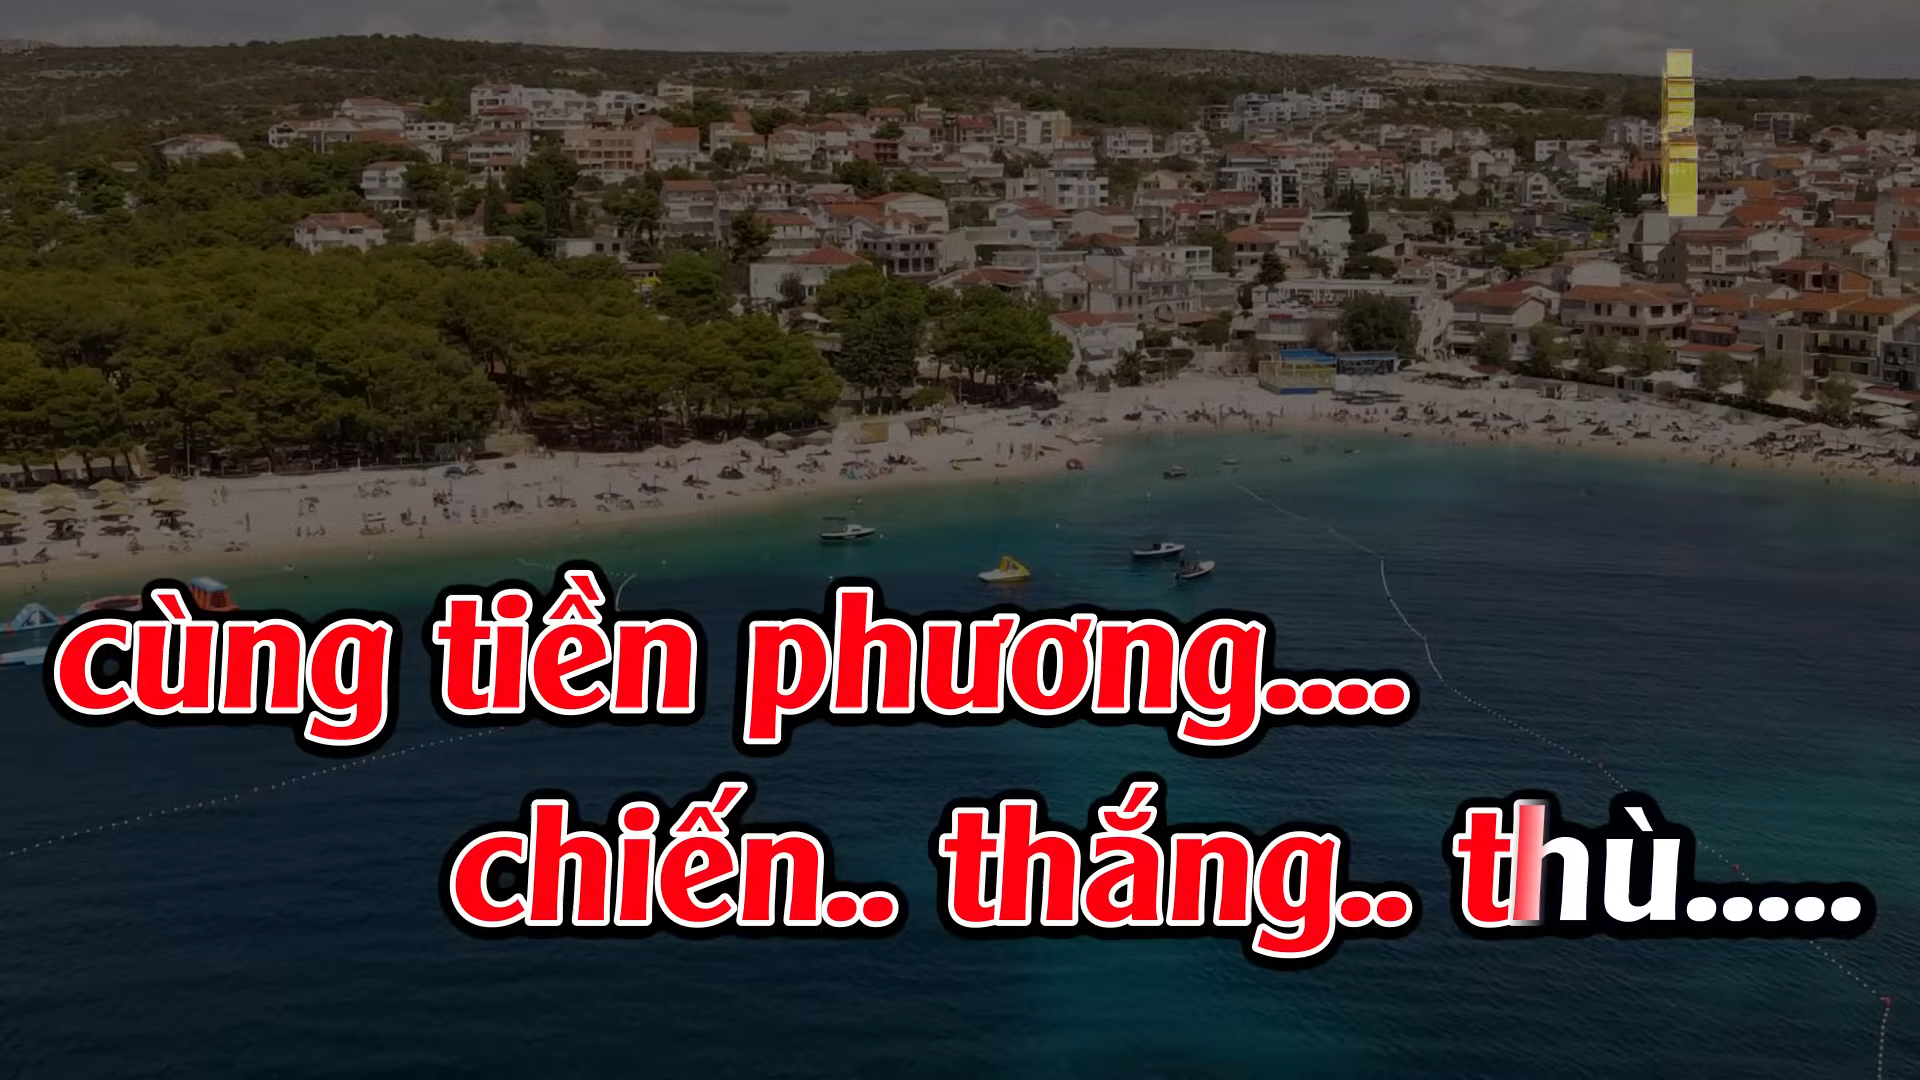 cùng tiền phương....
chiến.. thắng.. thù.....